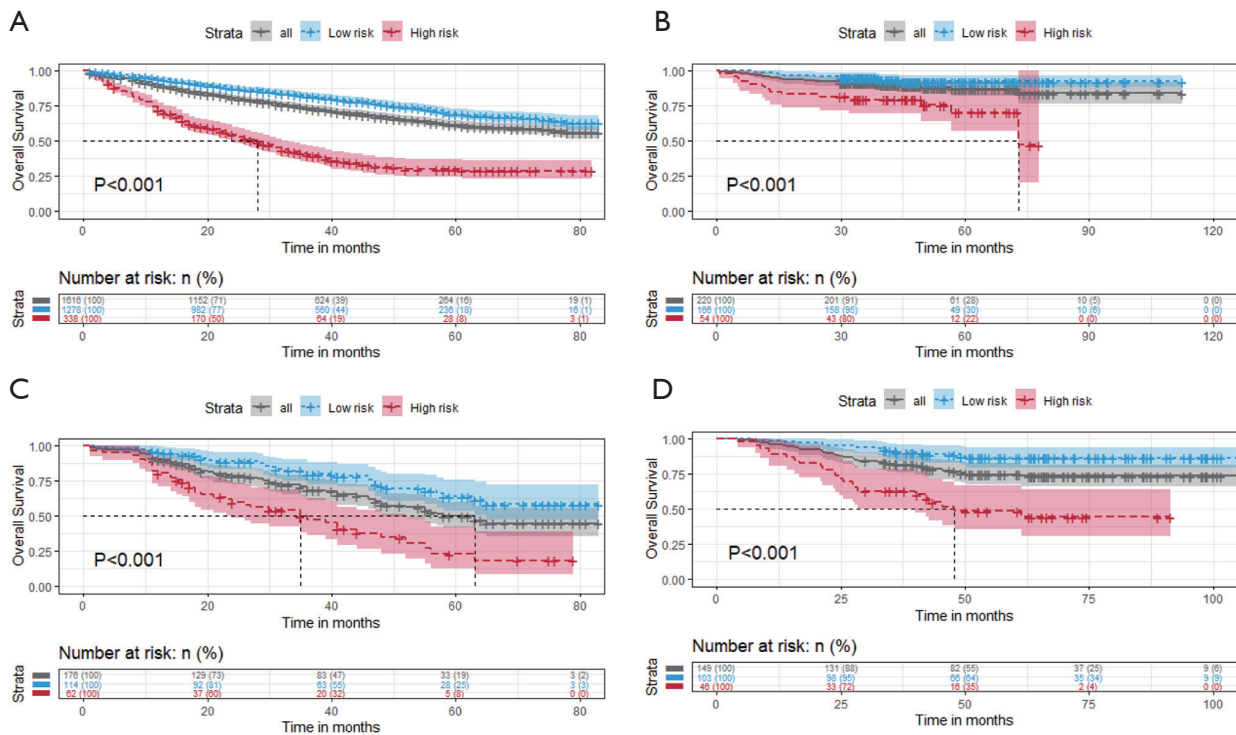 A
Strata all Low risk High risk
Overall Survival
1.00
0.75
0.50
0.25
0.00
P<0.001
0 20 40 60 80
Time in months
Number at risk: n (%)
Strata
1616 (100) 1152 (71) 624 (39) 264 (16) 19 (1)
1278 (100) 982 (77) 560 (44) 236 (18) 16 (1)
338 (100) 170 (50) 64 (19) 28 (8) 3 (1)
0 20 40 60 80
Time in months
B
Strata all Low risk High risk
Overall Survival
1.00
0.75
0.50
0.25
0.00
P<0.001
0 30 60 90 120
Time in months
Number at risk: n (%)
Strata
220 (100) 201 (91) 61 (28) 10 (5) 0 (0)
166 (100) 158 (95) 49 (30) 10 (6) 0 (0)
54 (100) 43 (80) 12 (22) 0 (0) 0 (0)
0 30 60 90 120
Time in months
C
Strata all Low risk High risk
Overall Survival
1.00
0.75
0.50
0.25
0.00
P<0.001
0 20 40 60 80
Time in months
Number at risk: n (%)
Strata
176 (100) 129 (73) 83 (47) 33 (19) 3 (2)
114 (100) 92 (81) 63 (55) 28 (25) 3 (3)
62 (100) 37 (60) 20 (32) 5 (8) 0 (0)
0 20 40 60 80
Time in months
D
Strata all Low risk High risk
Overall Survival
1.00
0.75
0.50
0.25
0.00
P<0.001
0 25 50 75 100
Time in months
Number at risk: n (%)
Strata
149 (100) 131 (88) 82 (55) 37 (25) 9 (6)
103 (100) 98 (95) 66 (64) 35 (34) 9 (9)
46 (100) 33 (72) 16 (35) 2 (4) 0 (0)
0 25 50 75 100
Time in months